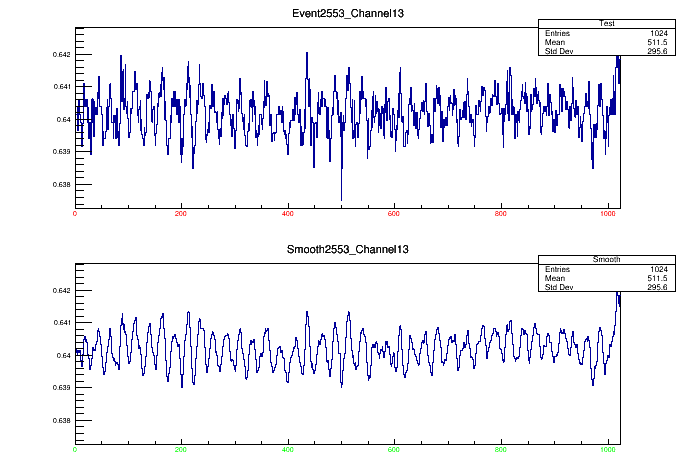 Event2553_Channel13
Test
Entries 1024
Mean 511.5
Std Dev 295.6
0.642
0.641
0.64
0.639
0.638
0 200 400 600 800 1000
Smooth2553_Channel13
Smooth
Entries 1024
Mean 511.5
Std Dev 295.6
0.642
0.641
0.64
0.639
0.638
0 200 400 600 800 1000